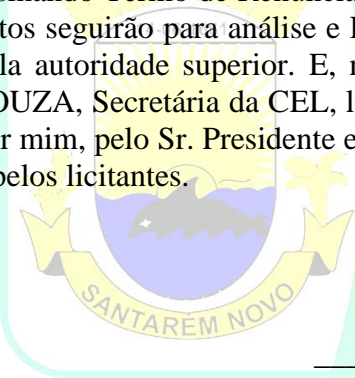 tos seguirão para análise e
la autoridade superior. E,
OUZA, Secretária da CEL, l
r mim, pelo Sr. Presidente e
pelos licitantes.
SANTARÉM NOVO